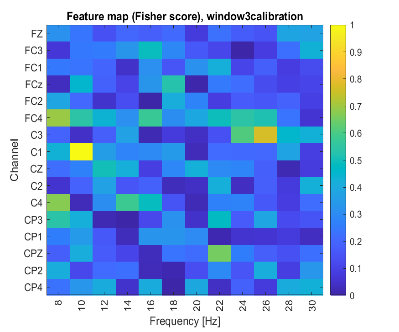 Feature map (Fisher score), window3calibration
Channel
FZ
FC3
FC1
FCz
FC2
FC4
C3
C1
CZ
C2
C4
CP3
CP1
CPZ
CP2
CP4
8 10 12 14 16 18 20 22 24 26 28 30
Frequency [Hz]
1
0.9
0.8
0.7
0.6
0.5
0.4
0.3
0.2
0.1
0